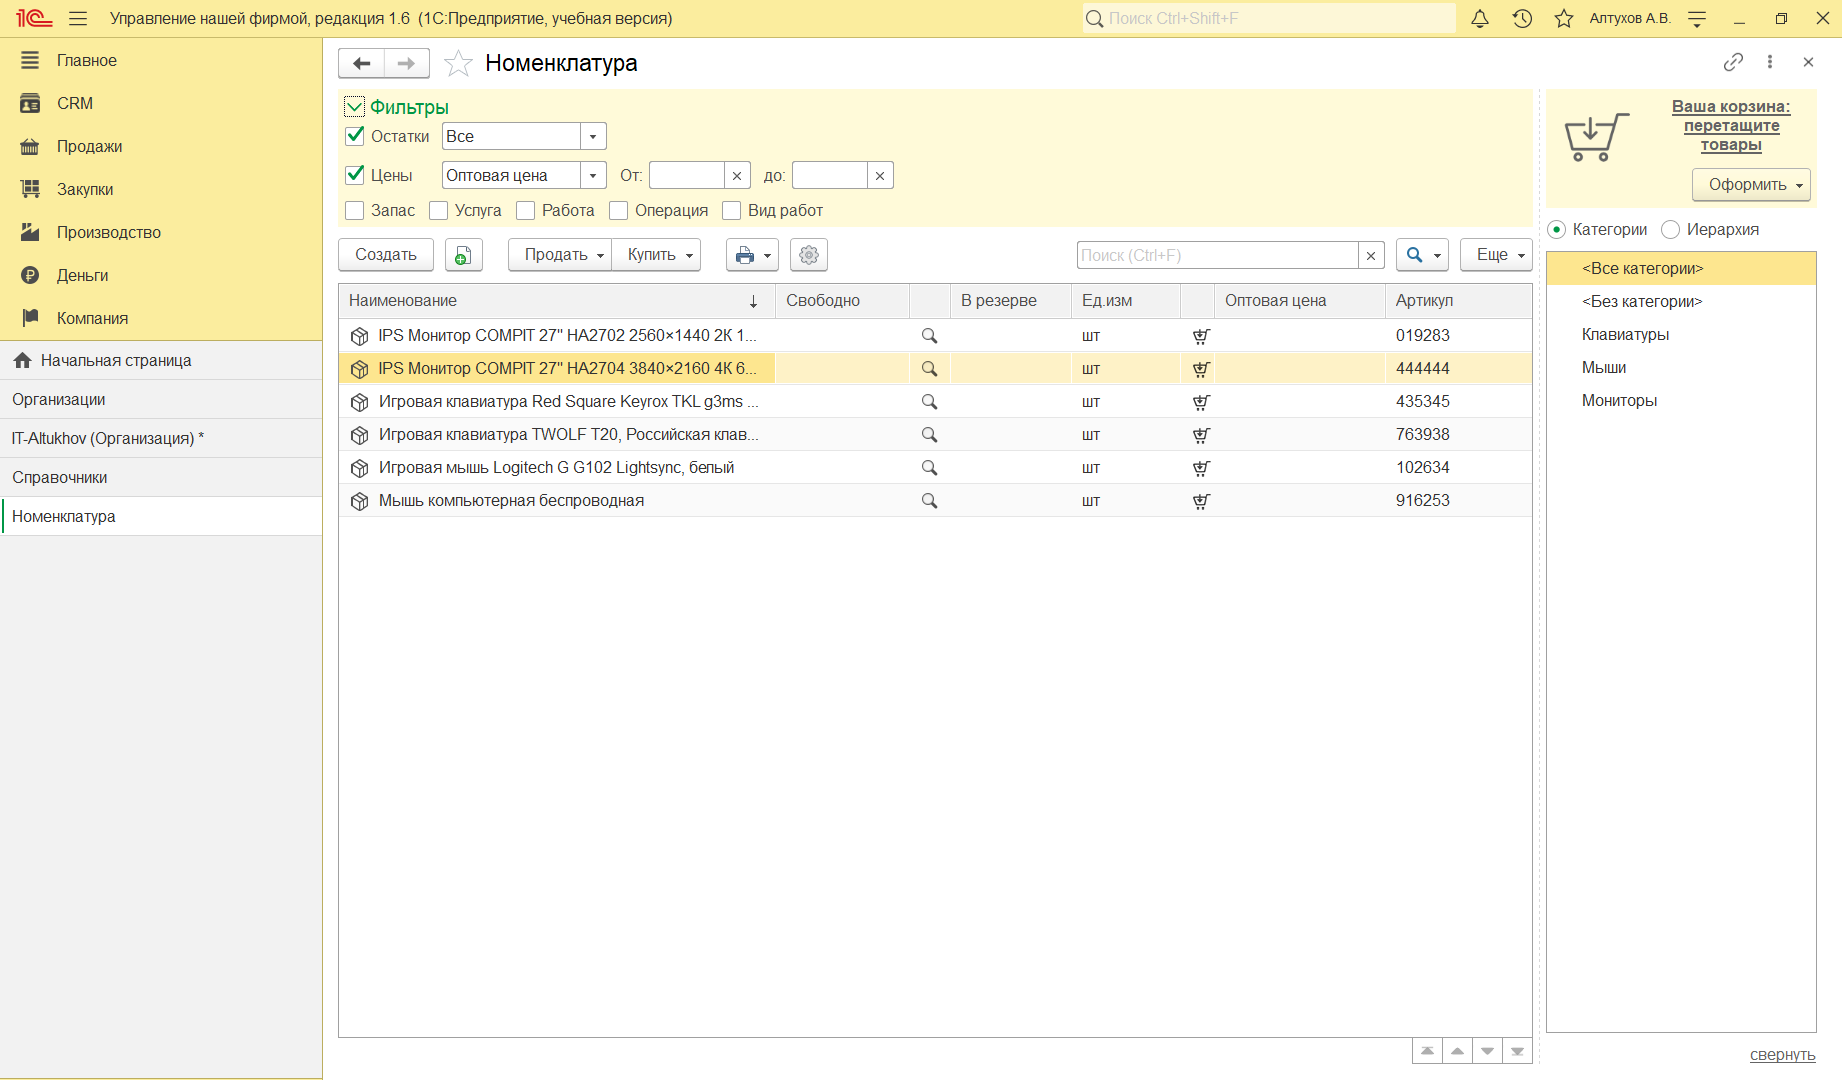 1С Управление нашей фирмой, редакция 1.6 (1С:Предприятие, учебная версия) Поиск Ctrl+Shift+F Алтухов А.В.
Главное
CRM
Продажи
Закупки
Производство
Деньги
Компания
Начальная страница
Организации
IT-Altukhov (Организация) *
Справочники
Номенклатура
Номенклатура
Фильтры
Остатки Все
Цены Оптовая цена От: до:
Запас Услуга Работа Операция Вид работ
Создать Продать Купить Поиск (Ctrl+F) Еще
Наименование Свободно В резерве Ед.изм Оптовая цена Артикул
IPS Монитор COMPIT 27" HA2702 2560×1440 2К 1... шт 019283
IPS Монитор COMPIT 27" HA2704 3840×2160 4К 6... шт 444444
Игровая клавиатура Red Square Keyrox TKL g3ms ... шт 435345
Игровая клавиатура TWOLF T20, Российская клав... шт 763938
Игровая мышь Logitech G G102 Lightsync, белый шт 102634
Мышь компьютерная беспроводная шт 916253
Ваша корзина:
перетащите
товары
Оформить
Категории Иерархия
<Все категории>
<Без категории>
Клавиатуры
Мыши
Мониторы
свернуть